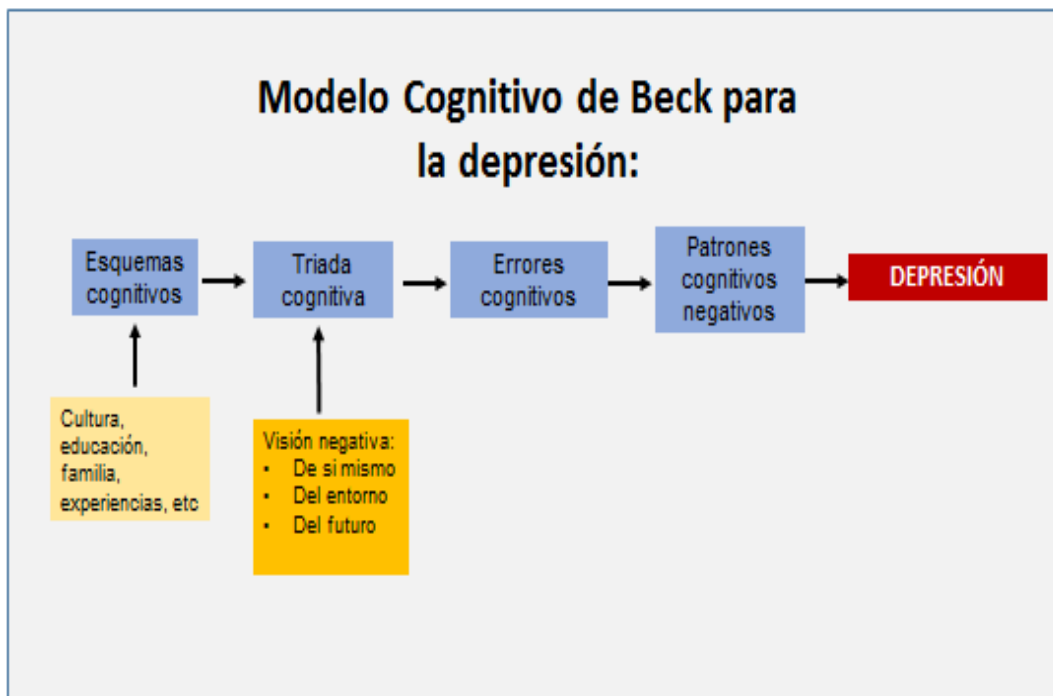 Modelo Cognitivo de Beck para
la depresión:
Esquemas
cognitivos
Triada
cognitiva
Errores
cognitivos
Patrones
cognitivos
negativos
DEPRESIÓN
Cultura,
educación,
familia,
experiencias, etc
Visión negativa:
• De si mismo
• Del entorno
• Del futuro